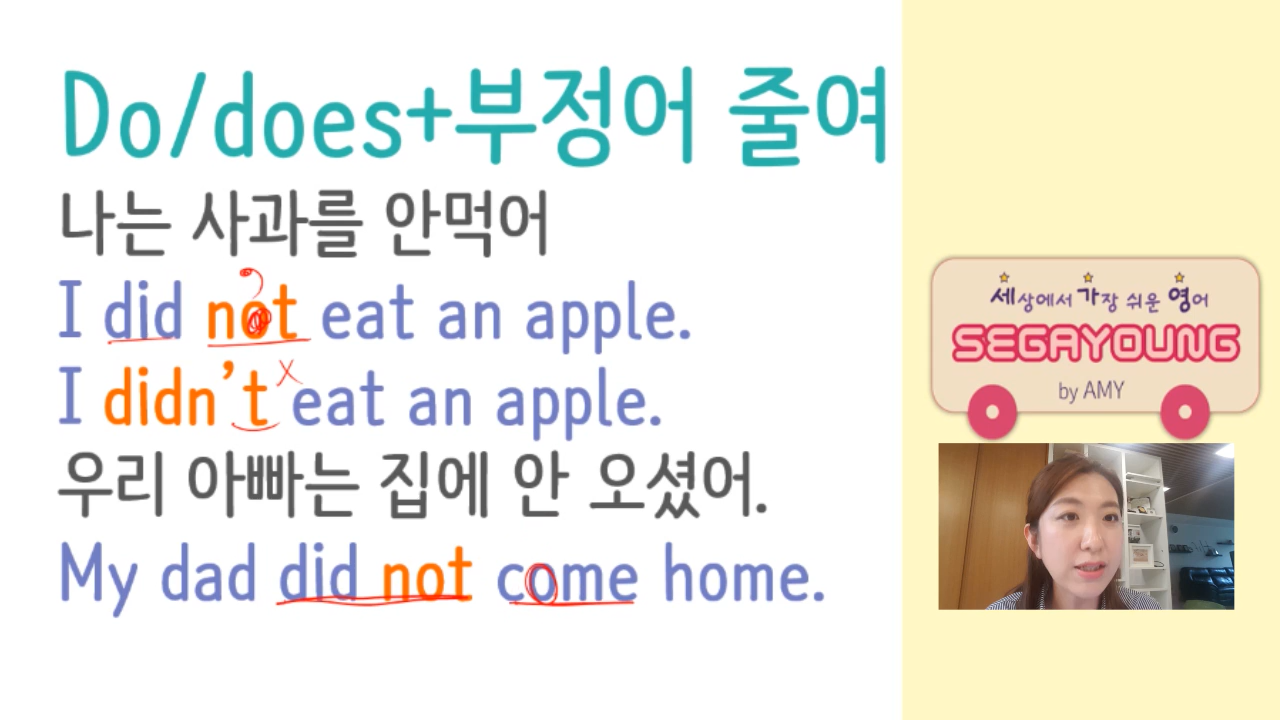 Do/does+부정어 줄여
나는 사과를 안먹어
I did not eat an apple.
I didn't eat an apple.
우리 아빠는 집에 안 오셨어.
My dad did not come home.
세상에서 가장 쉬운 영어
SEGAYOUNG
by AMY